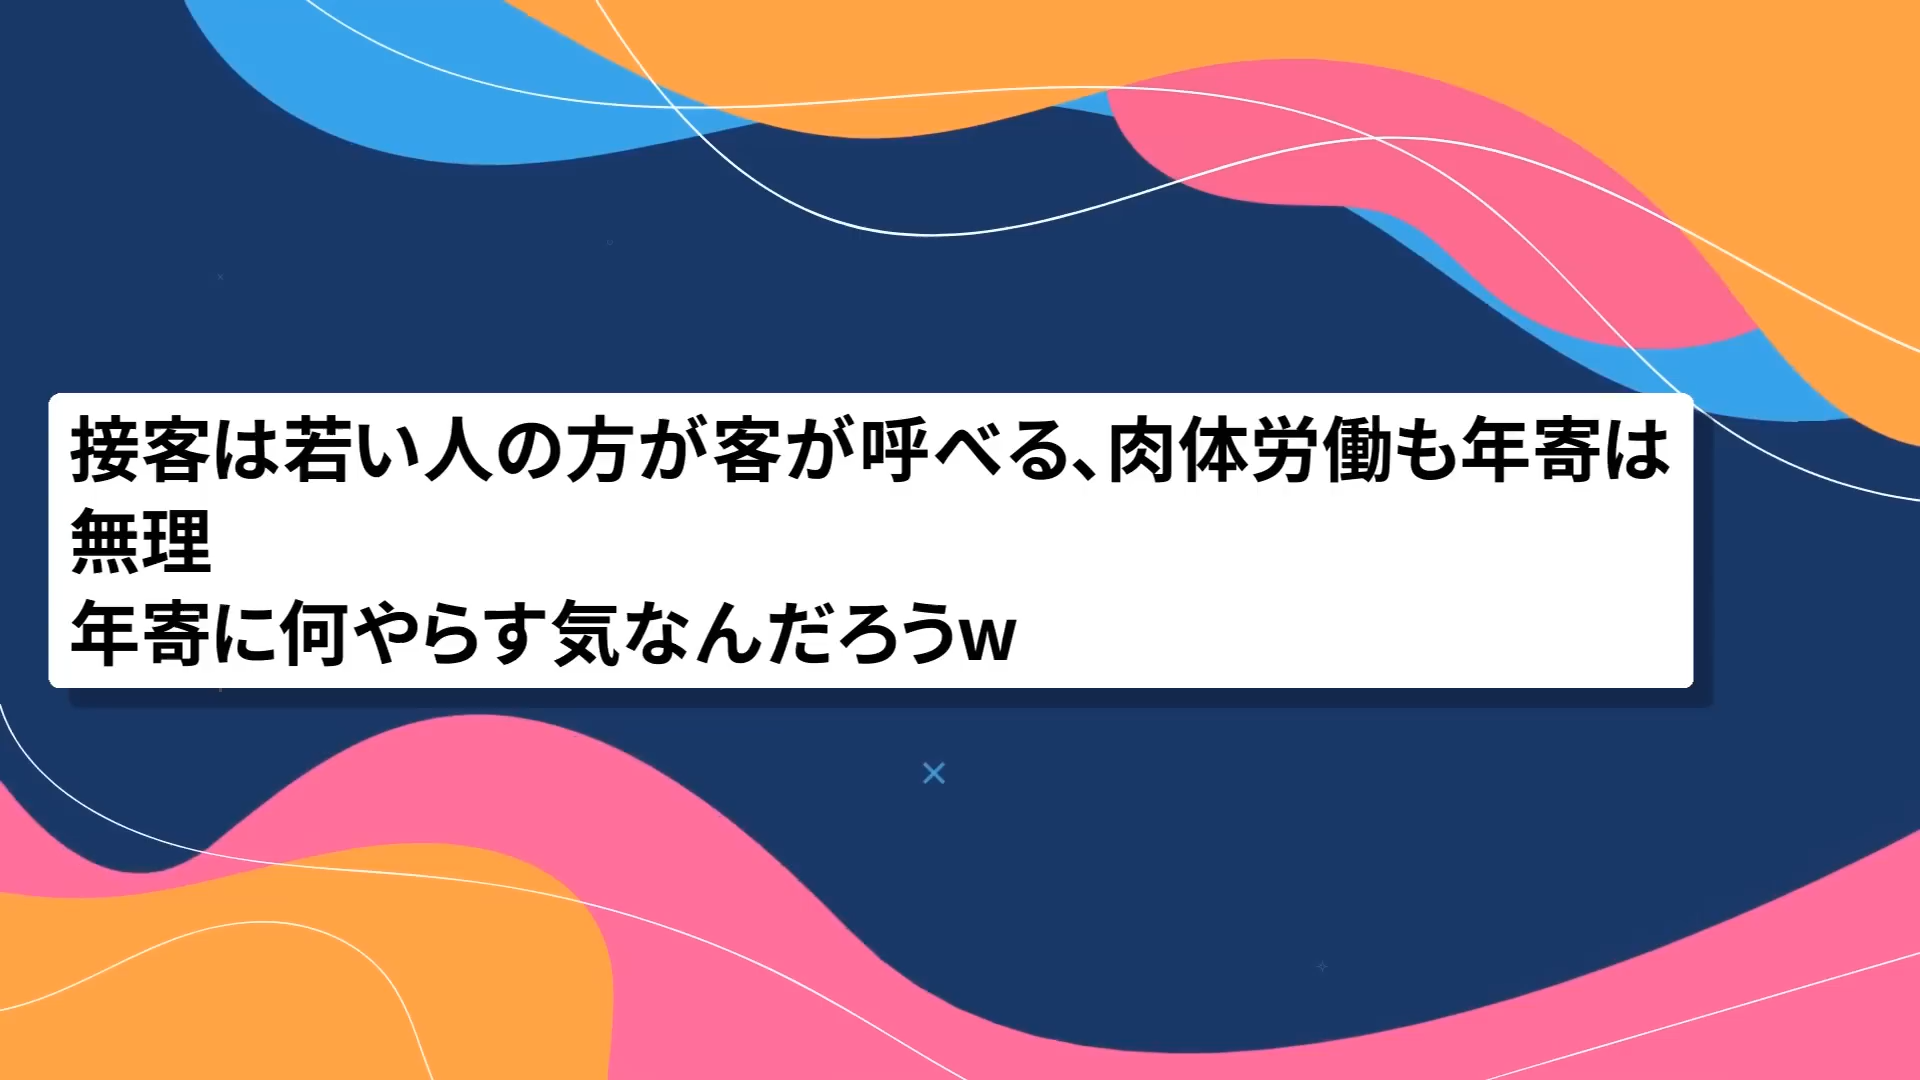 接客は若い人の方が客が呼べる、肉体労働も年寄は
無理
年寄に何やらす気なんだろうw